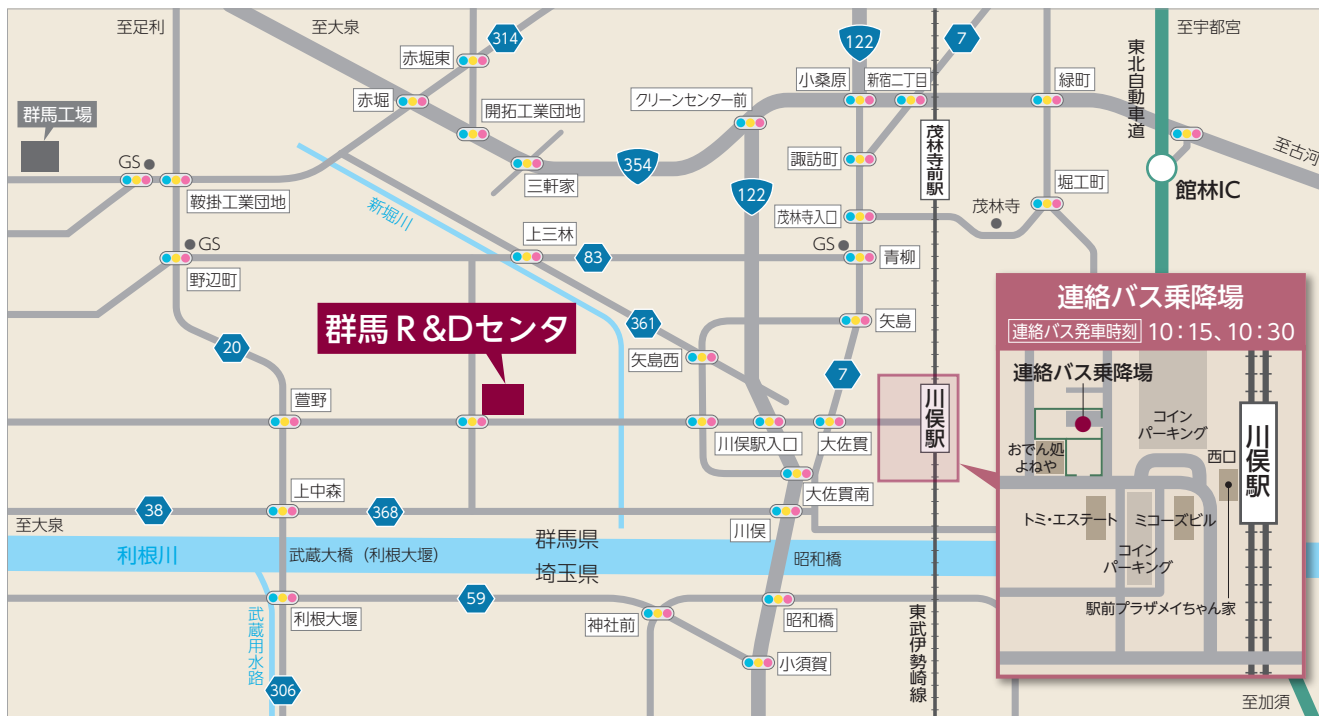 至足利
至大泉
314
赤堀東
122
7
至宇都宮
東北自動車道
小桑原
新宿二丁目
緑町
赤堀
クリーンセンター前
開拓工業団地
群馬工場
茂林寺前駅
至古河
GS
354
三軒家
諏訪町
館林IC
鞍掛工業団地
122
堀工町
新堀川
茂林寺入口
茂林寺
上三林
GS
83
GS
青柳
野辺町
連絡バス乗降場
連絡バス発車時刻 10:15、10:30
群馬R&Dセンタ
361
矢島
20
矢島西
7
連絡バス乗降場
萱野
川俣駅
コイン
パーキング
川俣駅入口
大佐貫
おでん処
よねや
西口
川俣駅
上中森
大佐貫南
38
368
至大泉
川俣
トミ・エステート
ミコーズビル
利根川
武蔵大橋(利根大堰)
群馬県
埼玉県
昭和橋
コイン
パーキング
59
駅前プラザメイちゃん家
武蔵用水路
利根大堰
神社前
昭和橋
東武伊勢崎線
小須賀
306
至加須